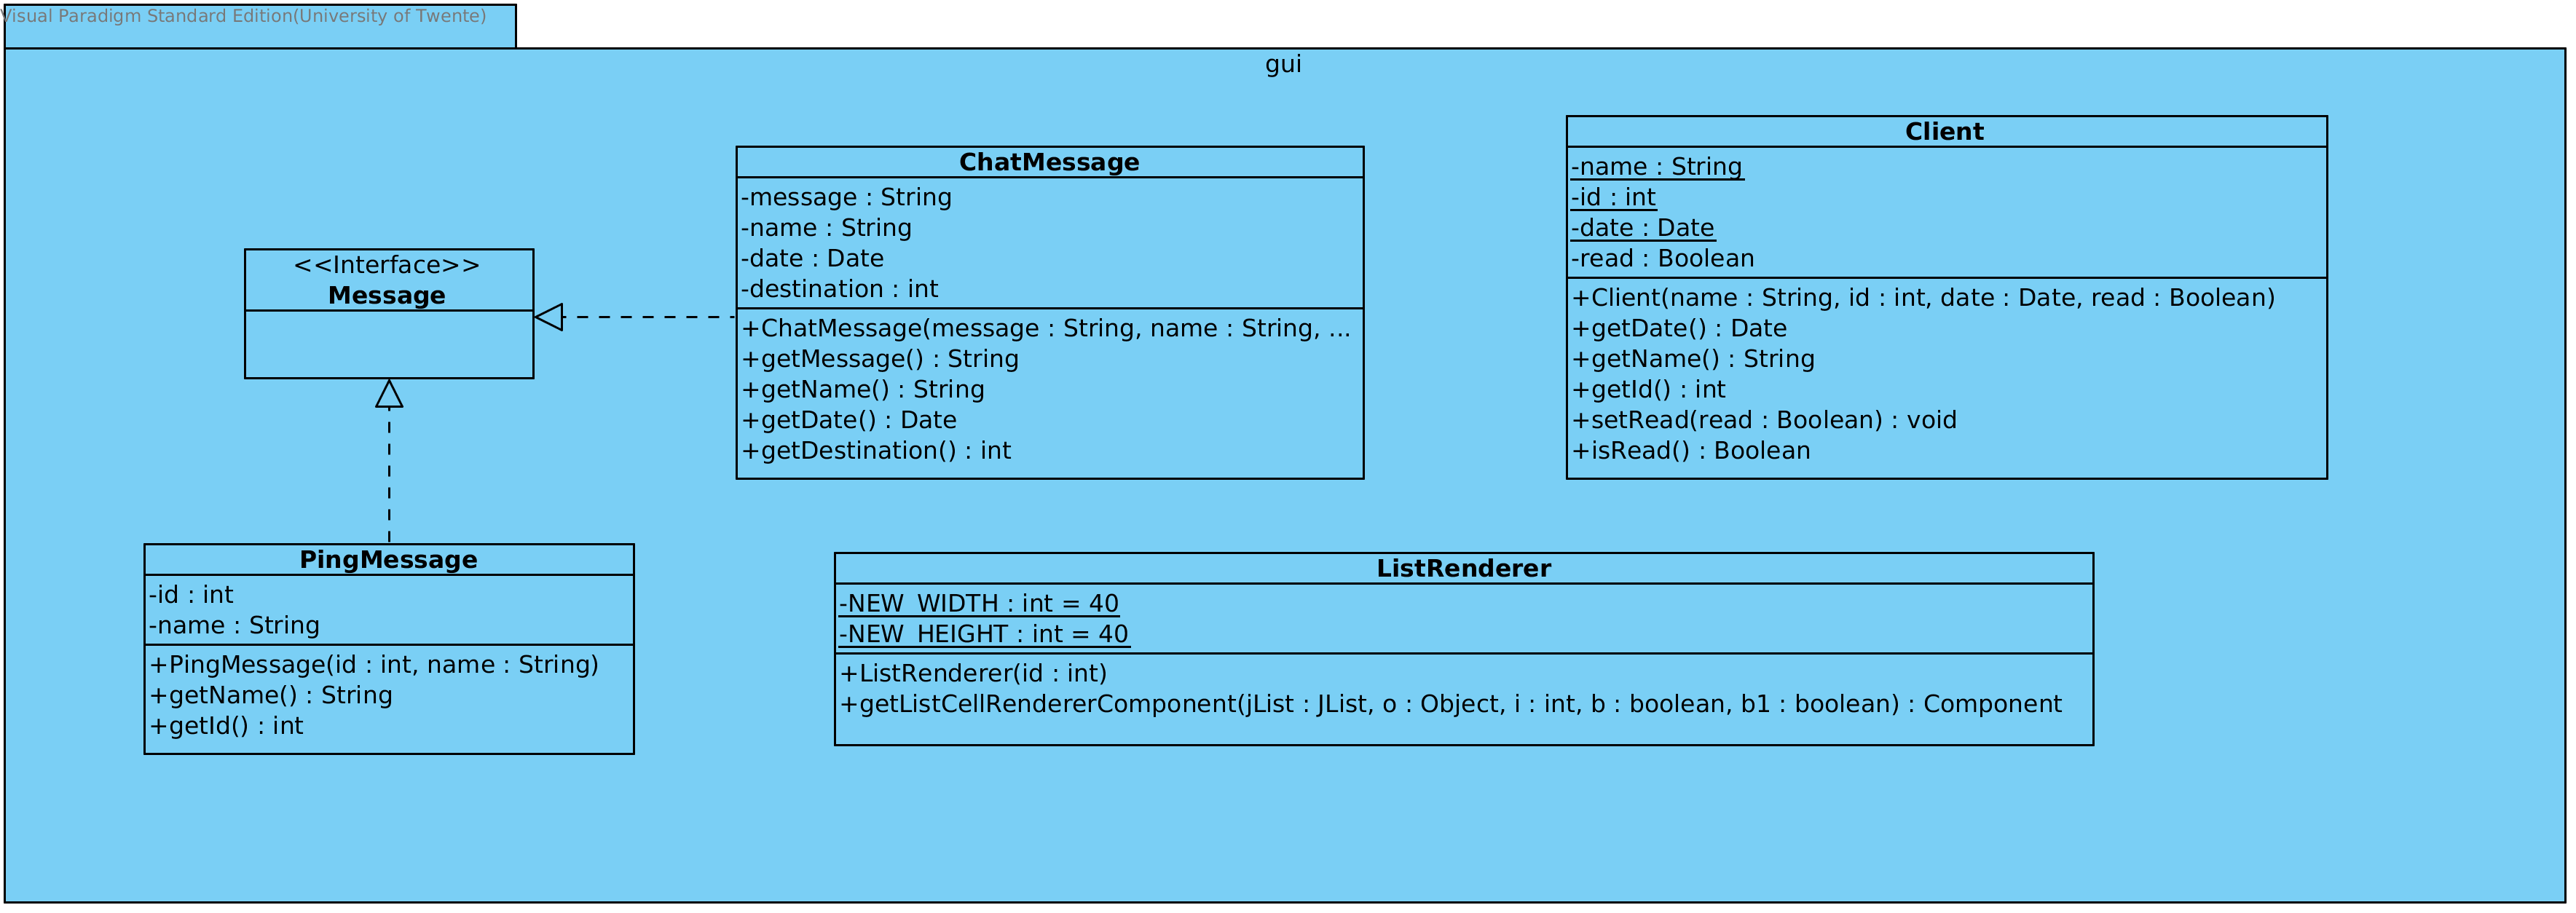 Visual Paradigm Standard Edition(University of Twente)
gui
<<Interface>>
Message
ChatMessage
-message : String
-name : String
-date : Date
-destination : int
+ChatMessage(message : String, name : String, ...
+getMessage() : String
+getName() : String
+getDate() : Date
+getDestination() : int
Client
-name : String
-id : int
-date : Date
-read : Boolean
+Client(name : String, id : int, date : Date, read : Boolean)
+getDate() : Date
+getName() : String
+getId() : int
+setRead(read : Boolean) : void
+isRead() : Boolean
PingMessage
-id : int
-name : String
+PingMessage(id : int, name : String)
+getName() : String
+getId() : int
ListRenderer
-NEW_WIDTH : int = 40
-NEW_HEIGHT : int = 40
+ListRenderer(id : int)
+getListCellRendererComponent(jList : JList, o : Object, i : int, b : boolean, b1 : boolean) : Component